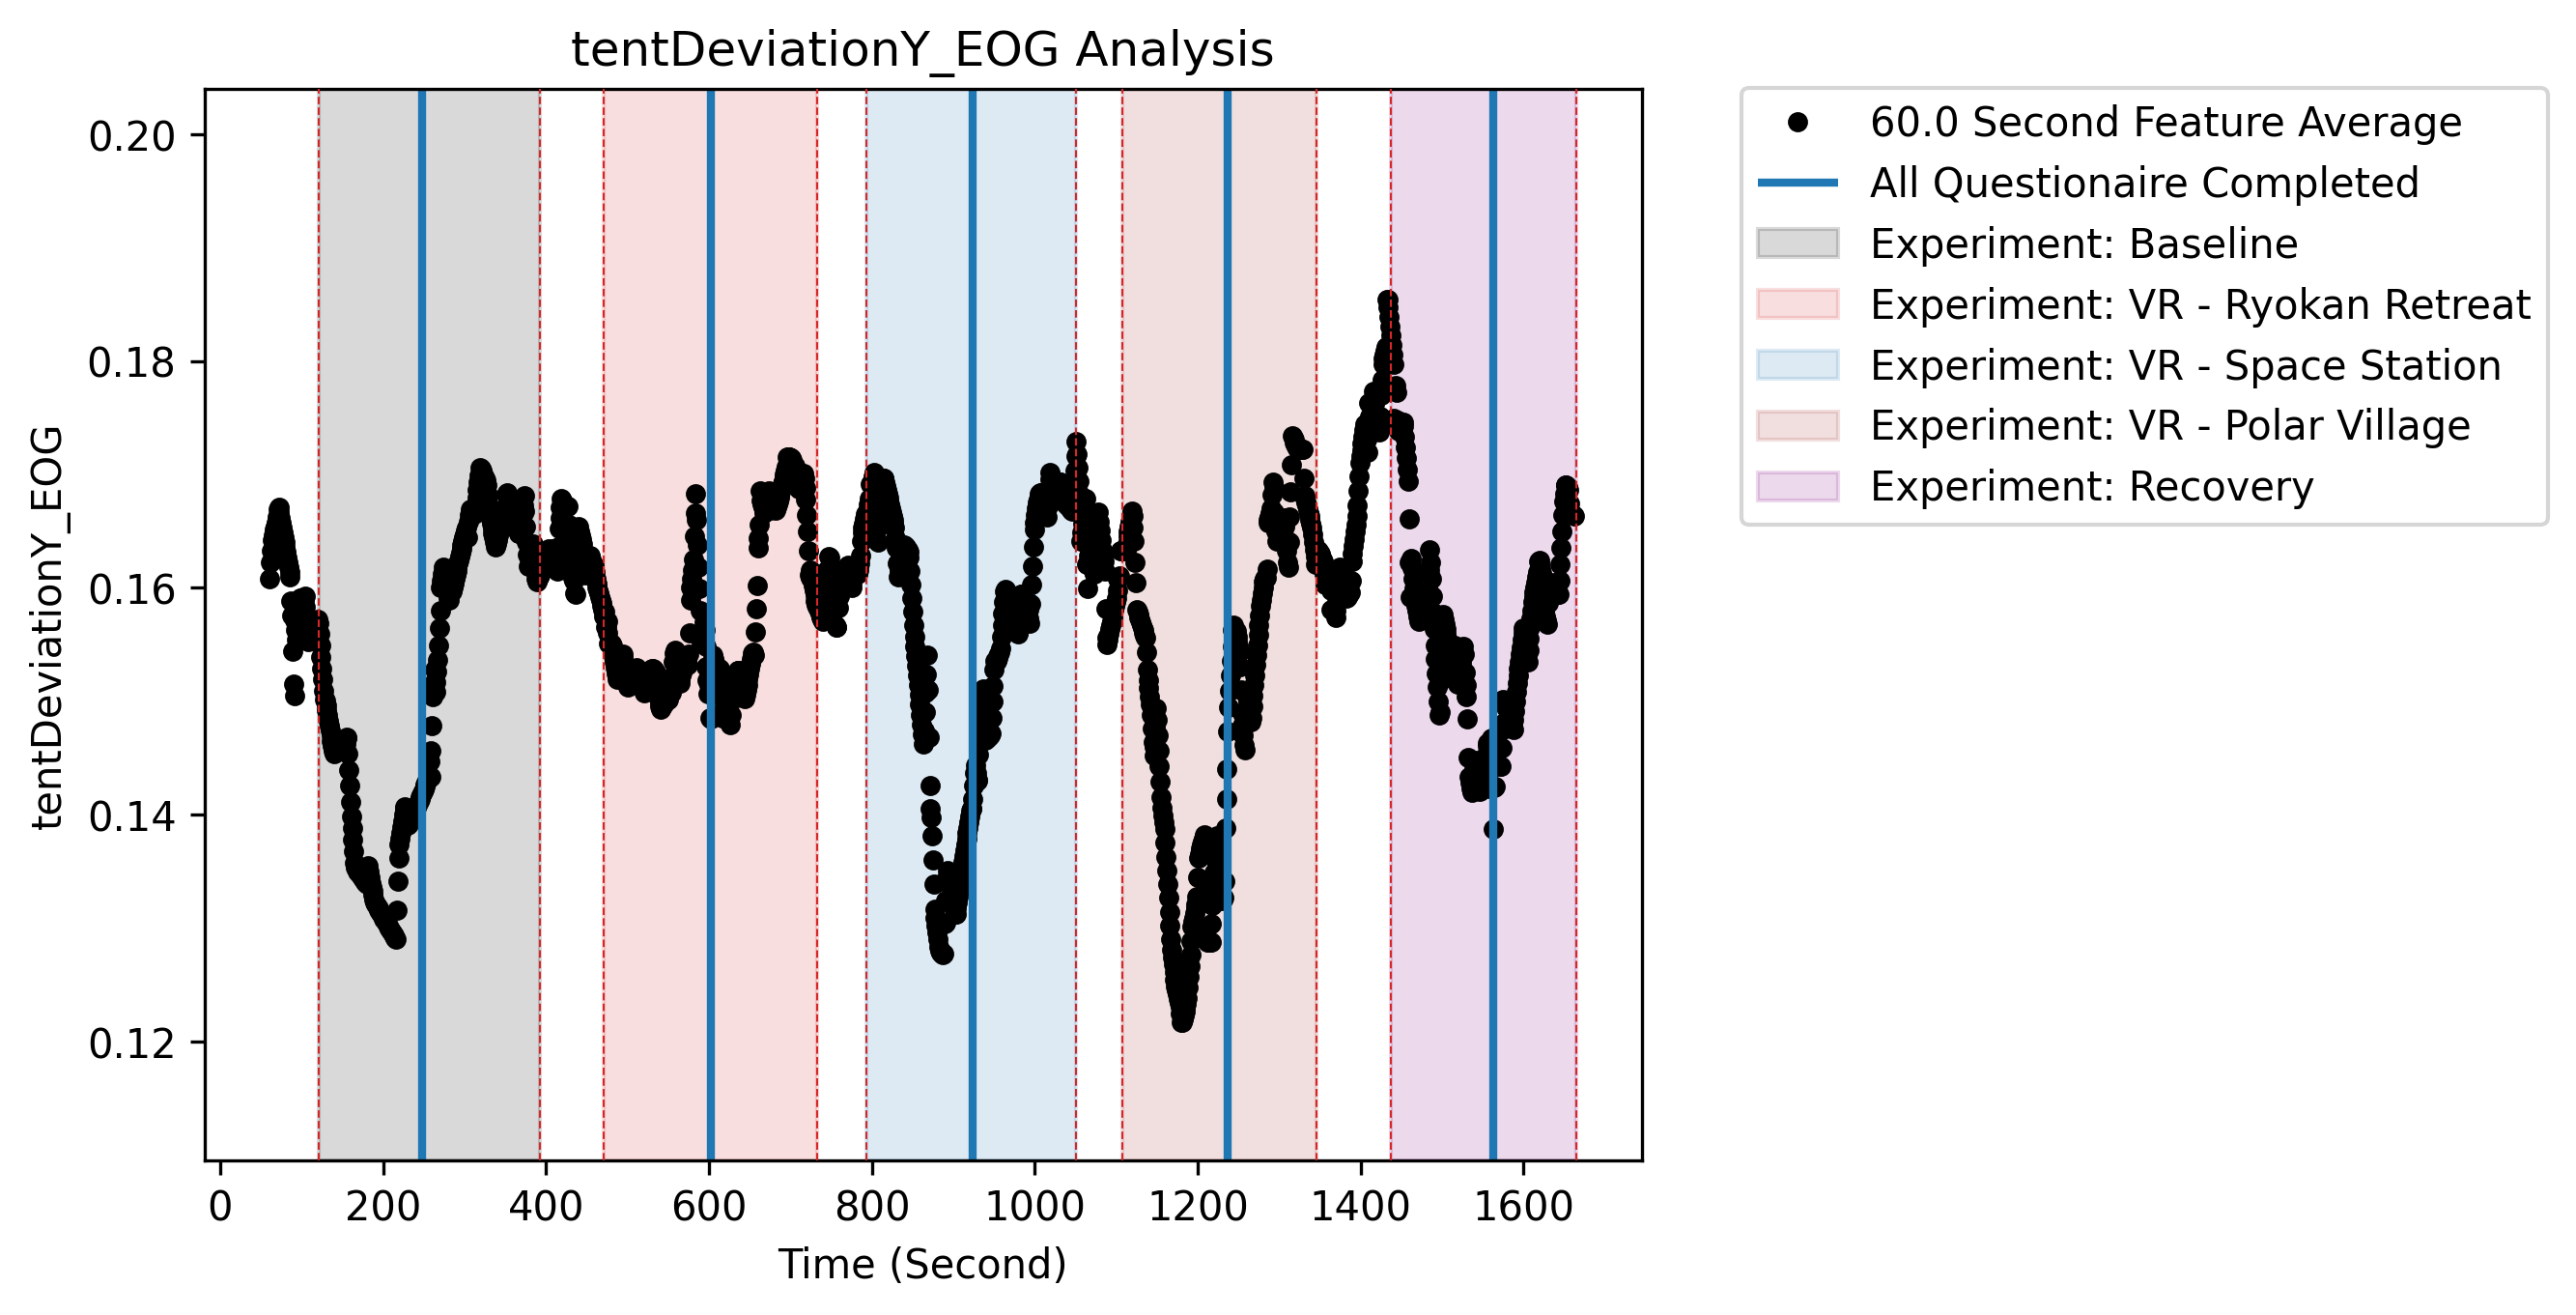 tentDeviationY_EOG Analysis
tentDeviationY_EOG
0.20
0.18
0.16
0.14
0.12
0 200 400 600 800 1000 1200 1400 1600
Time (Second)
60.0 Second Feature Average
All Questionaire Completed
Experiment: Baseline
Experiment: VR - Ryokan Retreat
Experiment: VR - Space Station
Experiment: VR - Polar Village
Experiment: Recovery